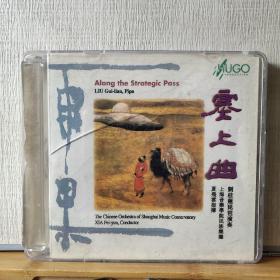 HUGO
Along the Strategic Pass
LIU Gui-lian, Pipa
塞上曲
劉桂蓮琵琶演奏
上海音樂學院民族樂團
夏飛雲指揮
雨果
The Chinese Orchestra of Shanghai Music Conservatory
XIA Fei-yun, Conductor